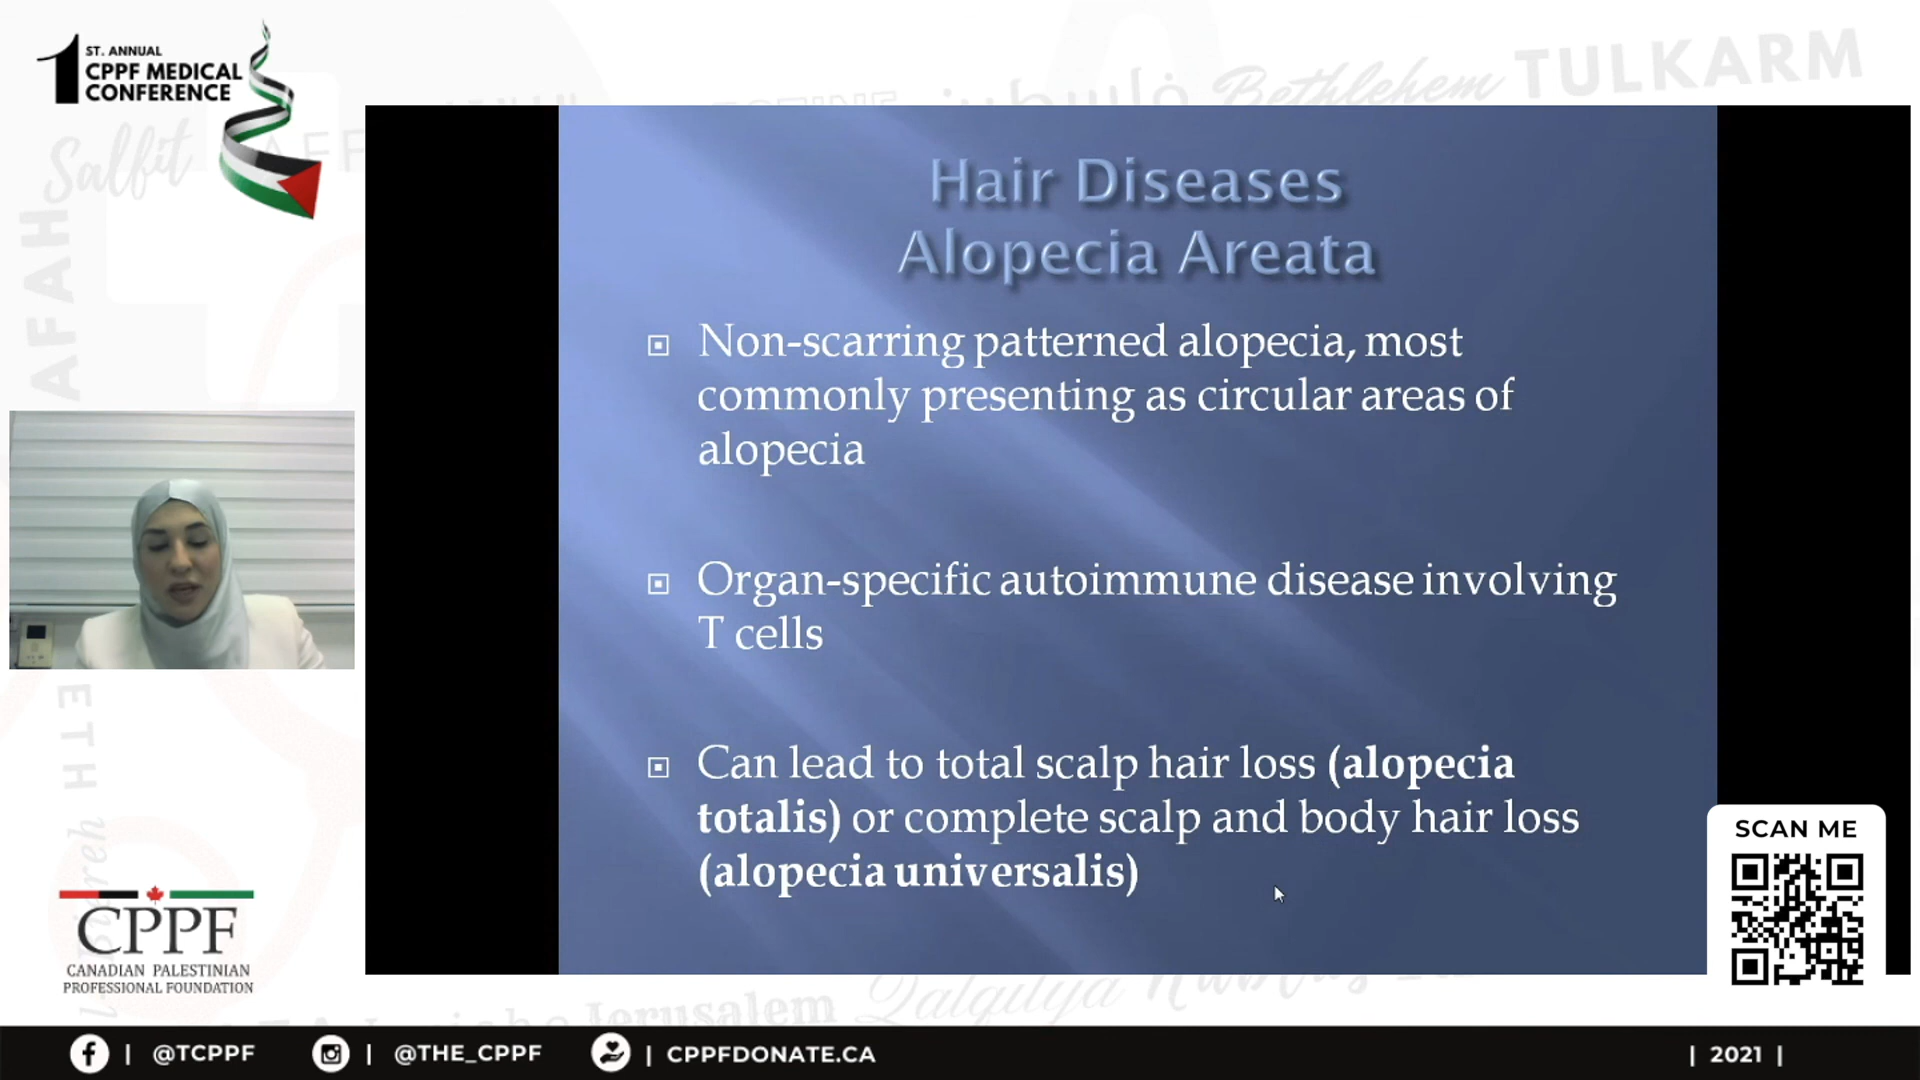 ST. ANNUAL
1 CPPF MEDICAL
CONFERENCE
Salfit
TULKARM
Bethlehem
AFAH
Hair Diseases
Alopecia Areata
Non-scarring patterned alopecia, most
commonly presenting as circular areas of
alopecia
Organ-specific autoimmune disease involving
T cells
Can lead to total scalp hair loss (alopecia
totalis) or complete scalp and body hair loss
(alopecia universalis)
SCAN ME
CPPF
CANADIAN PALESTINIAN
PROFESSIONAL FOUNDATION
Jerusalem
Qalqilya
| @TCPPF
| @THE_CPPF
| CPPFDONATE.CA
| 2021 |